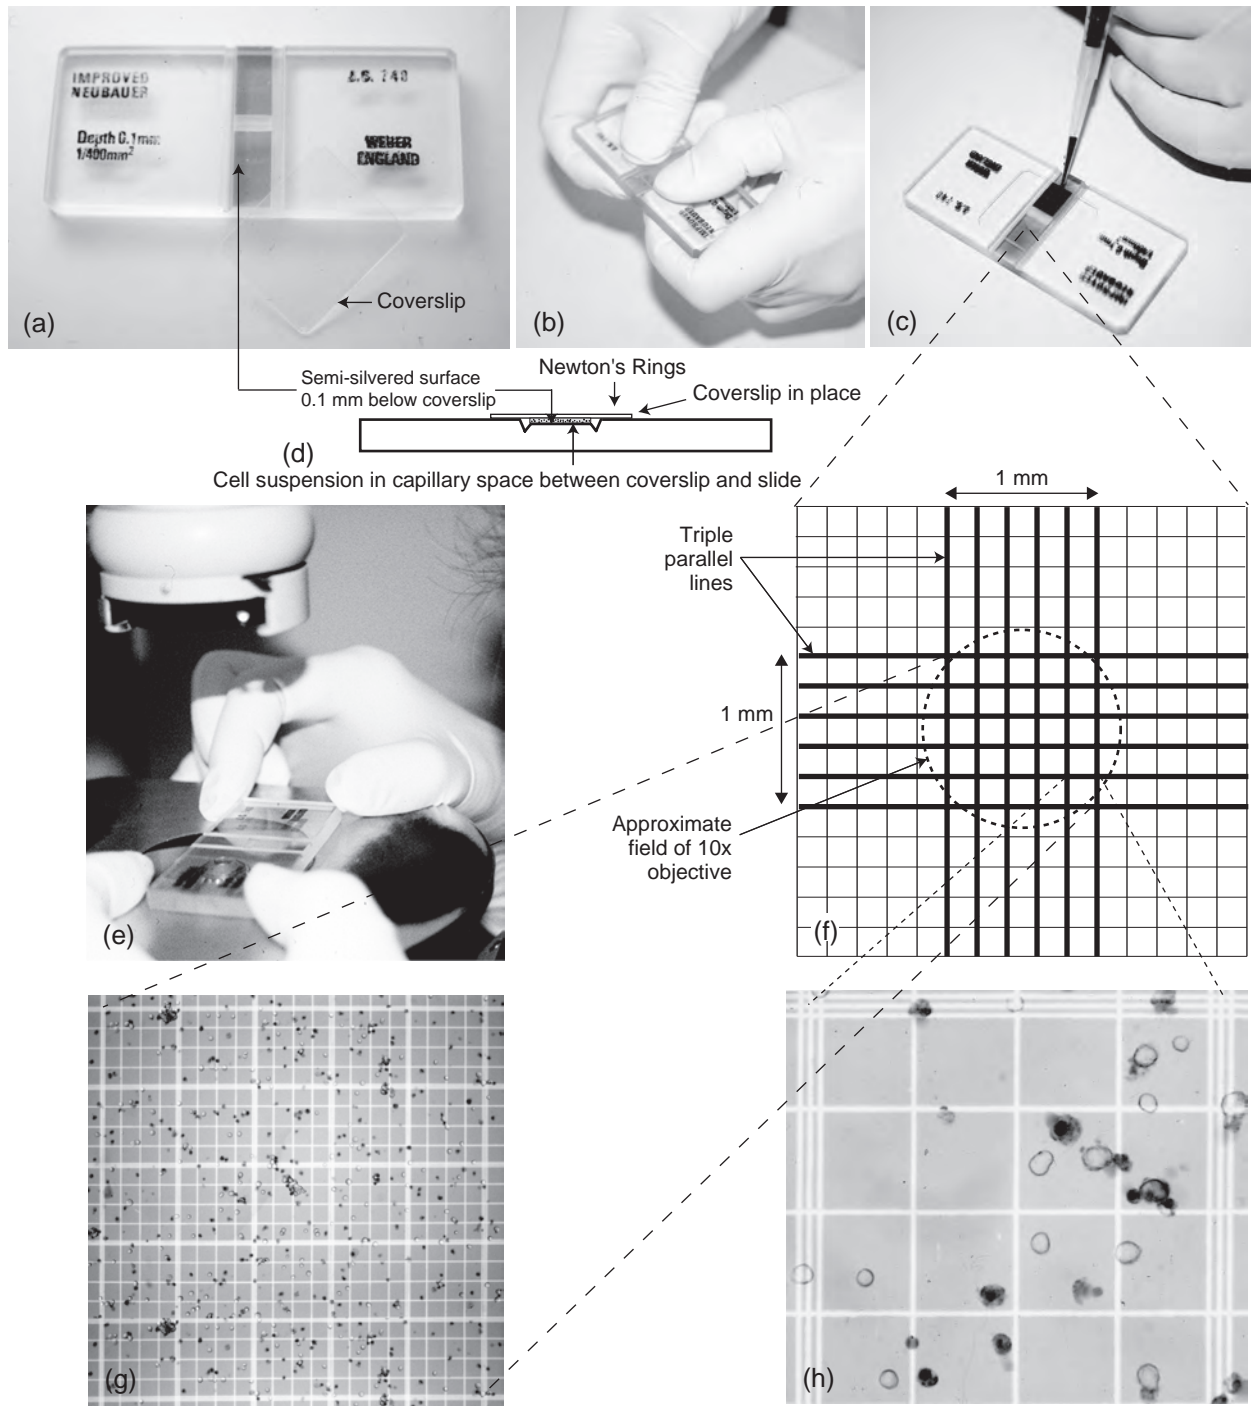 IMPROVED
NEUBAUER
Depth 0.1mm
1/400mm²
J.S. 740
WEBER
ENGLAND
Coverslip
(a)
(b)
(c)
Semi-silvered surface
0.1 mm below coverslip
Newton's Rings
Coverslip in place
(d)
Cell suspension in capillary space between coverslip and slide
1 mm
Triple
parallel
lines
1 mm
Approximate
field of 10x
objective
(e)
(f)
(g)
(h)